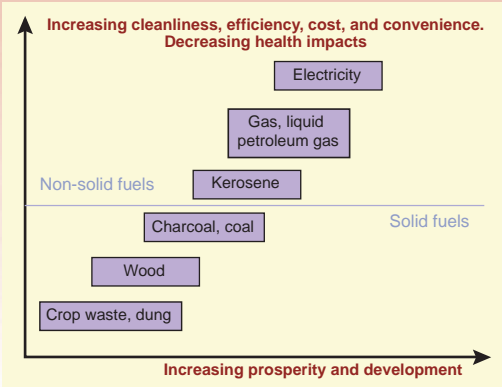 Increasing cleanliness, efficiency, cost, and convenience.
Decreasing health impacts
Electricity
Gas, liquid
petroleum gas
Non-solid fuels
Kerosene
Charcoal, coal
Solid fuels
Wood
Crop waste, dung
Increasing prosperity and development